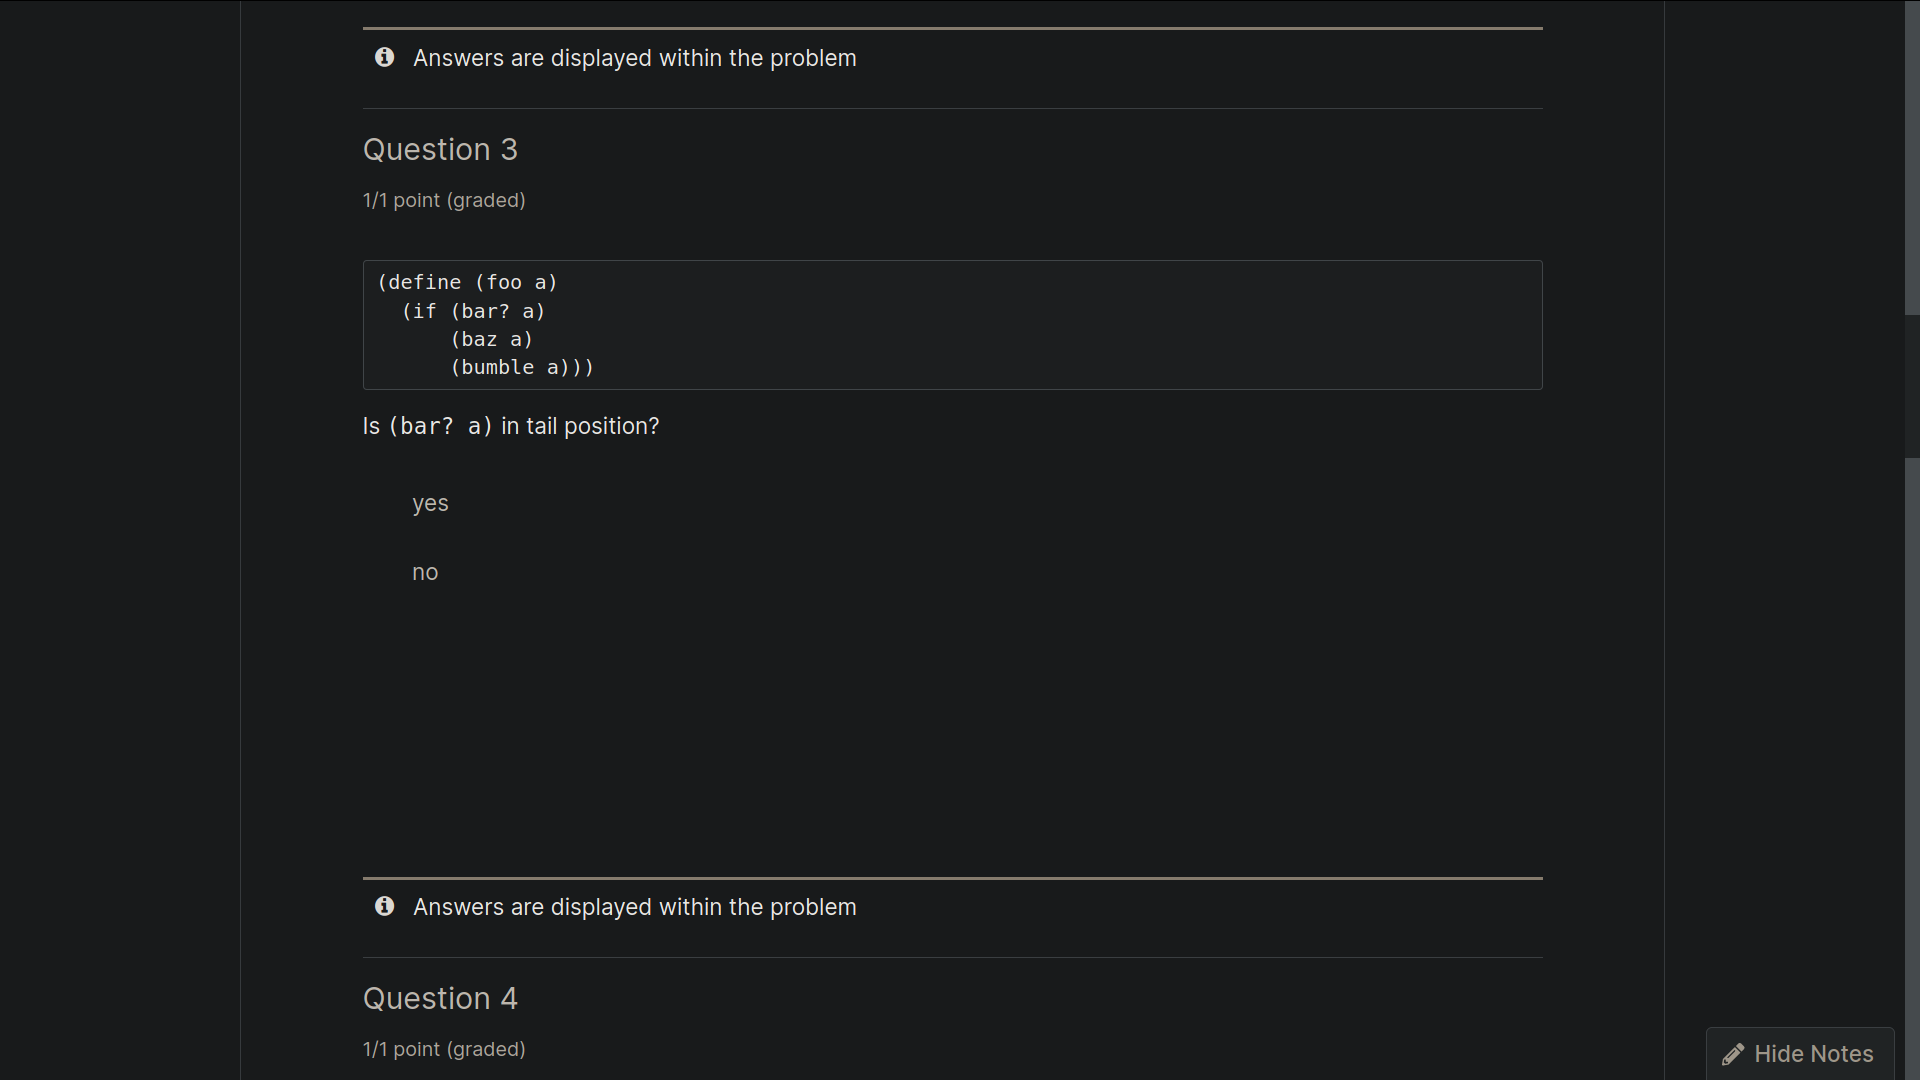 Answers are displayed within the problem
Question 3
1/1 point (graded)
(define (foo a)
  (if (bar? a)
      (baz a)
      (bumble a)))
Is (bar? a) in tail position?
yes
no
Answers are displayed within the problem
Question 4
1/1 point (graded)
Hide Notes